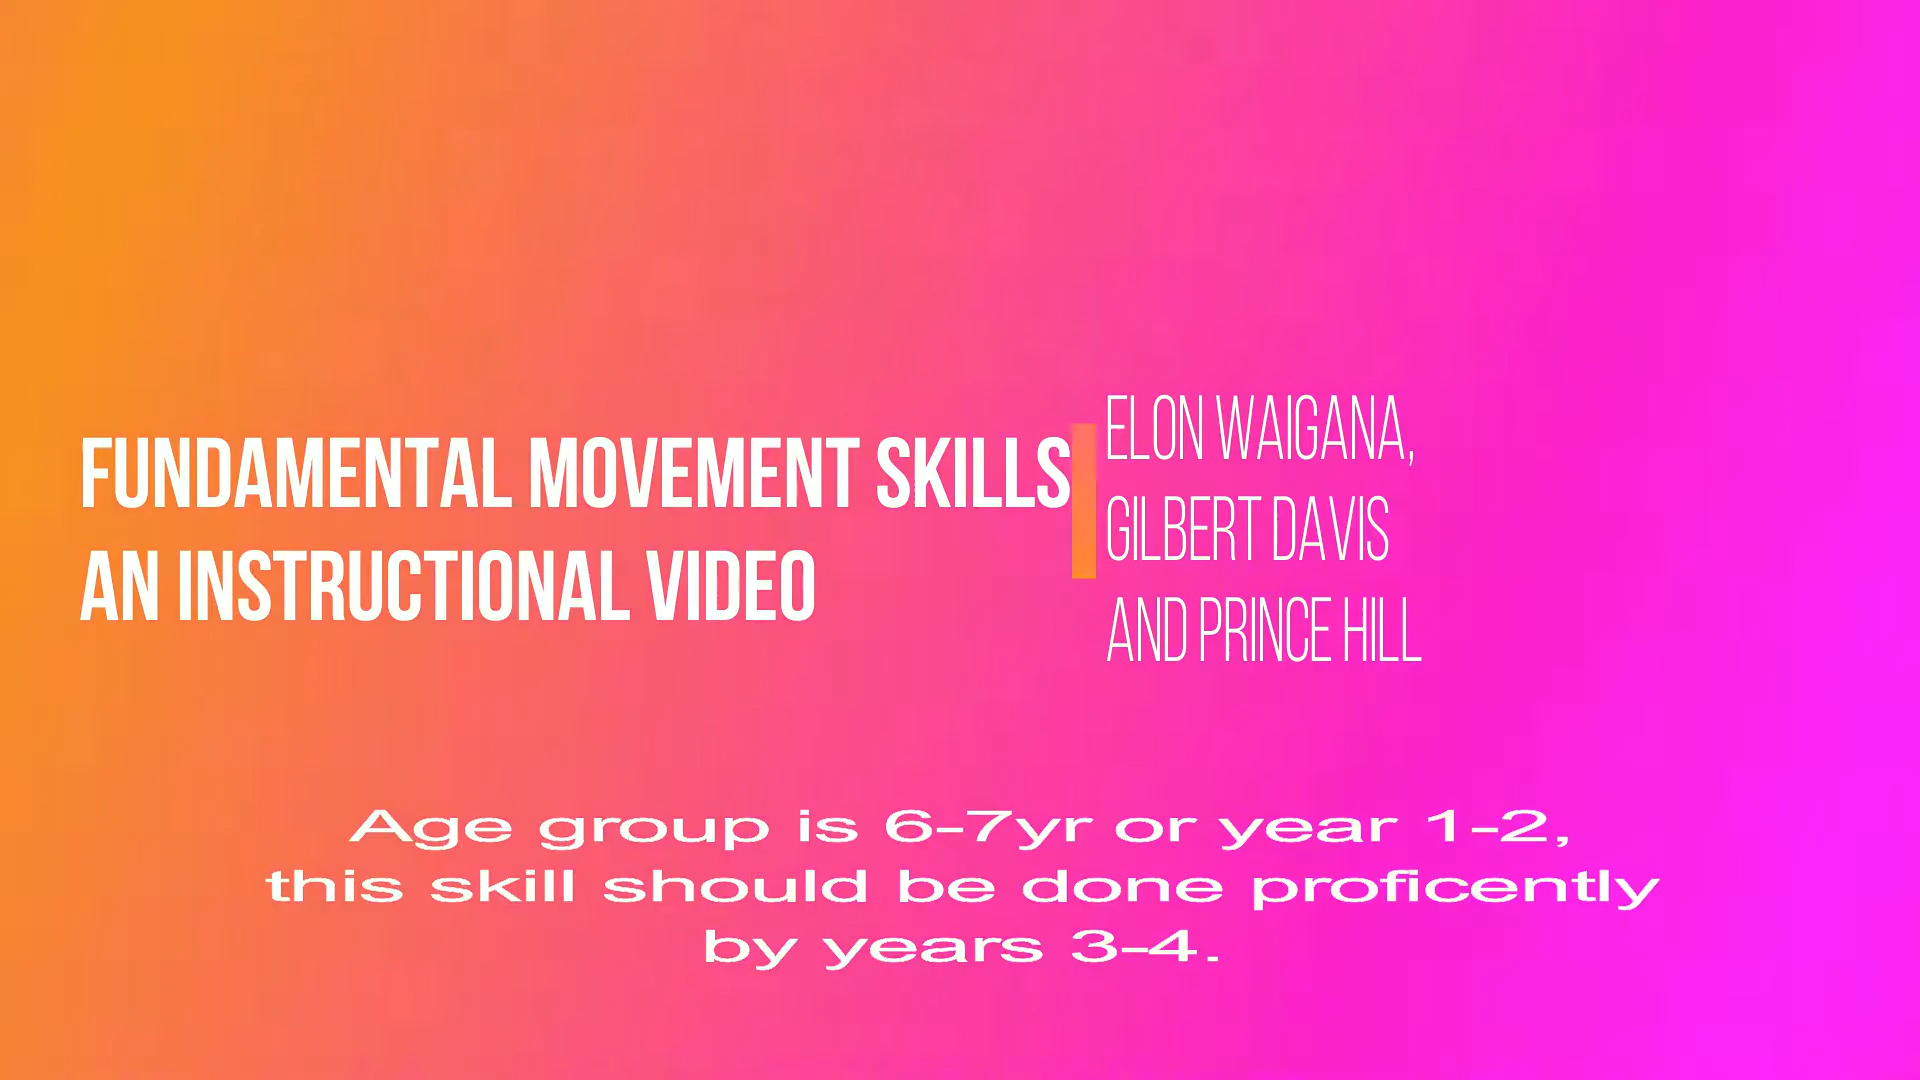 FUNDAMENTAL MOVEMENT SKILLS
AN INSTRUCTIONAL VIDEO
ELON WAIGANA,
GILBERT DAVIS
AND PRINCE HILL
Age group is 6-7yr or year 1-2,
this skill should be done proficently
by years 3-4.